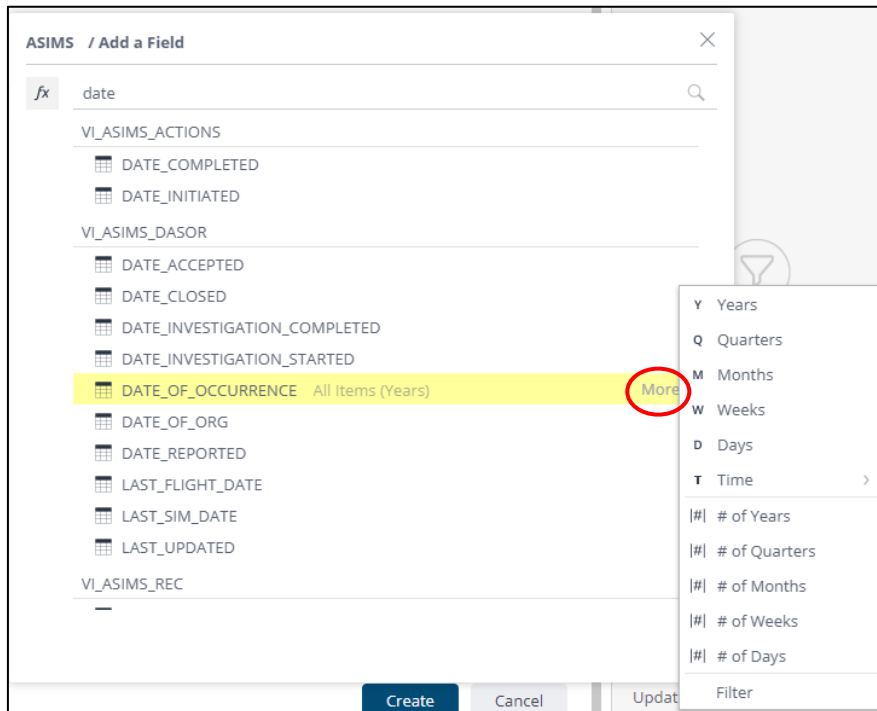 ASIMS / Add a Field
fx date
VI_ASIMS_ACTIONS
DATE_COMPLETED
DATE_INITIATED
VI_ASIMS_DASOR
DATE_ACCEPTED
DATE_CLOSED
DATE_INVESTIGATION_COMPLETED
DATE_INVESTIGATION_STARTED
DATE_OF_OCCURRENCE All Items (Years) More
DATE_OF_ORG
DATE_REPORTED
LAST_FLIGHT_DATE
LAST_SIM_DATE
LAST_UPDATED
VI_ASIMS_REC
Y Years
Q Quarters
M Months
W Weeks
D Days
T Time >
|#| # of Years
|#| # of Quarters
|#| # of Months
|#| # of Weeks
|#| # of Days
Filter
Create Cancel Updat